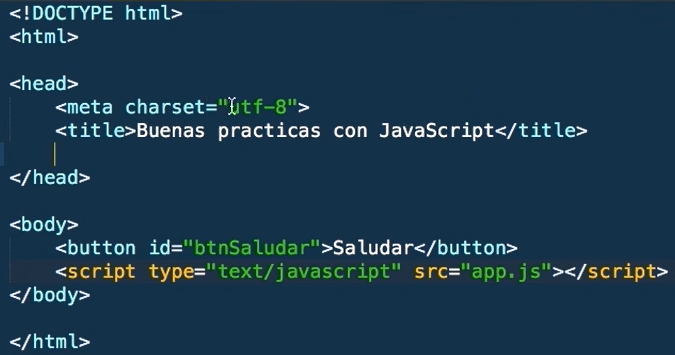 <!DOCTYPE html>
<html>
<head>
<meta charset="utf-8">
<title>Buenas practicas con JavaScript</title>
</head>
<body>
<button id="btnSaludar">Saludar</button>
<script type="text/javascript" src="app.js"></script>
</body>
</html>